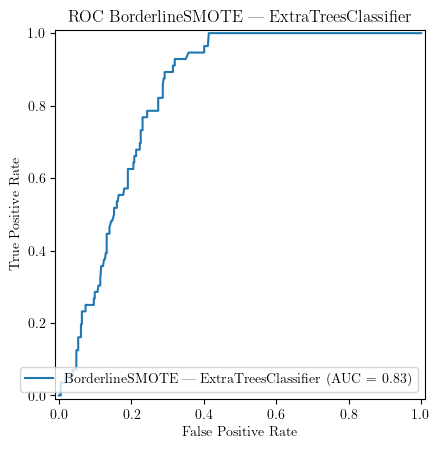 ROC BorderlineSMOTE — ExtraTreesClassifier
1.0
0.8
0.6
0.4
0.2
0.0
True Positive Rate
BorderlineSMOTE — ExtraTreesClassifier (AUC = 0.83)
0.0 0.2 0.4 0.6 0.8 1.0
False Positive Rate